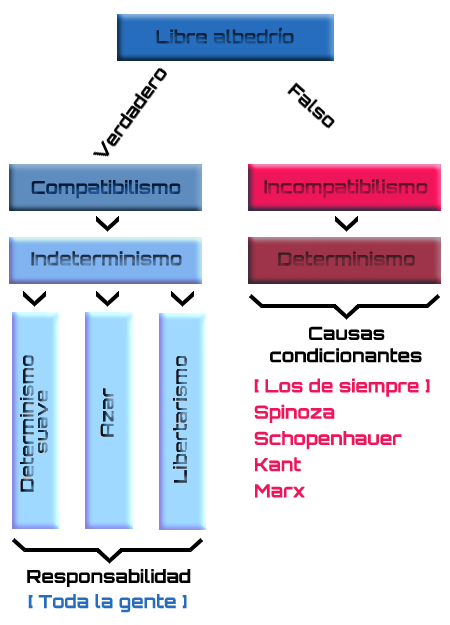 Libre albedrío
Verdadero
Falso
Compatibilismo
Incompatibilismo
Indeterminismo
Determinismo
Determinismo
suave
Azar
Libertarismo
Causas
condicionantes
[ Los de siempre ]
Spinoza
Schopenhauer
Kant
Marx
Responsabilidad
[ Toda la gente ]